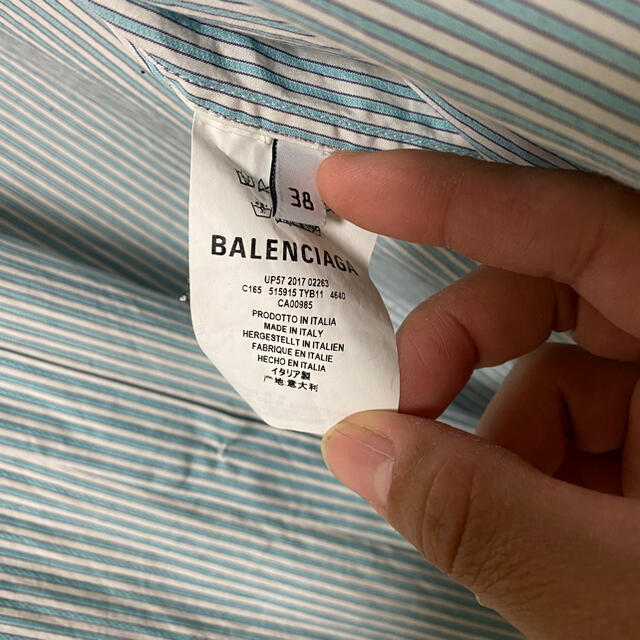 38
BALENCIAGA
UP57 2017 02263
C165 515915 TYB11 4640
CA00985
PRODOTTO IN ITALIA
MADE IN ITALY
HERGESTELLT IN ITALIEN
FABRIQUE EN ITALIE
HECHO EN ITALIA
イタリア製
产地:意大利